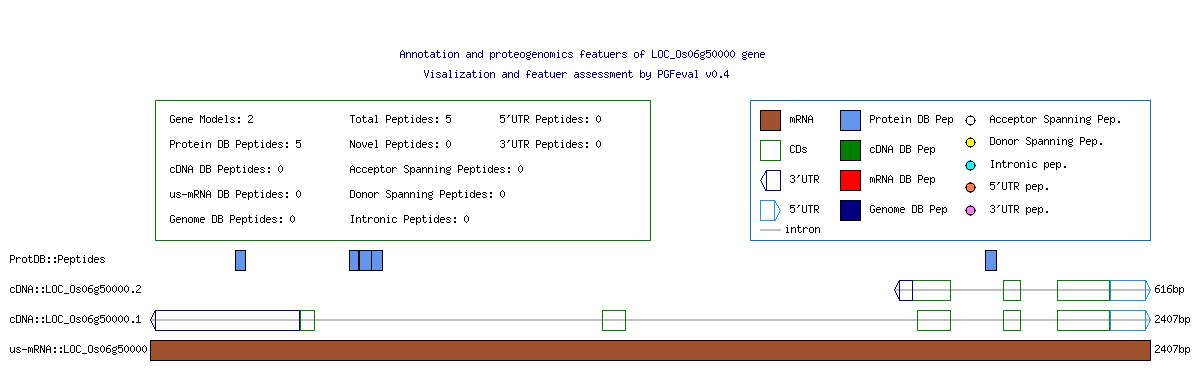 Annotation and proteogenomics featuers of LOC_Os06g50000 gene
Visalization and featuer assessment by PGFeval v0.4
Gene Models: 2
Total Peptides: 5
5'UTR Peptides: 0
Protein DB Peptides: 5
Novel Peptides: 0
3'UTR Peptides: 0
cDNA DB Peptides: 0
Acceptor Spanning Peptides: 0
us-mRNA DB Peptides: 0
Donor Spanning Peptides: 0
Genome DB Peptides: 0
Intronic Peptides: 0
mRNA
Protein DB Pep
Acceptor Spanning Pep.
CDs
cDNA DB Pep
Donor Spanning Pep.
3'UTR
mRNA DB Pep
Intronic pep.
5'UTR
Genome DB Pep
5'UTR pep.
3'UTR pep.
intron
ProtDB::Peptides
cDNA::LOC_Os06g50000.2
616bp
cDNA::LOC_Os06g50000.1
2407bp
us-mRNA::LOC_Os06g50000
2407bp